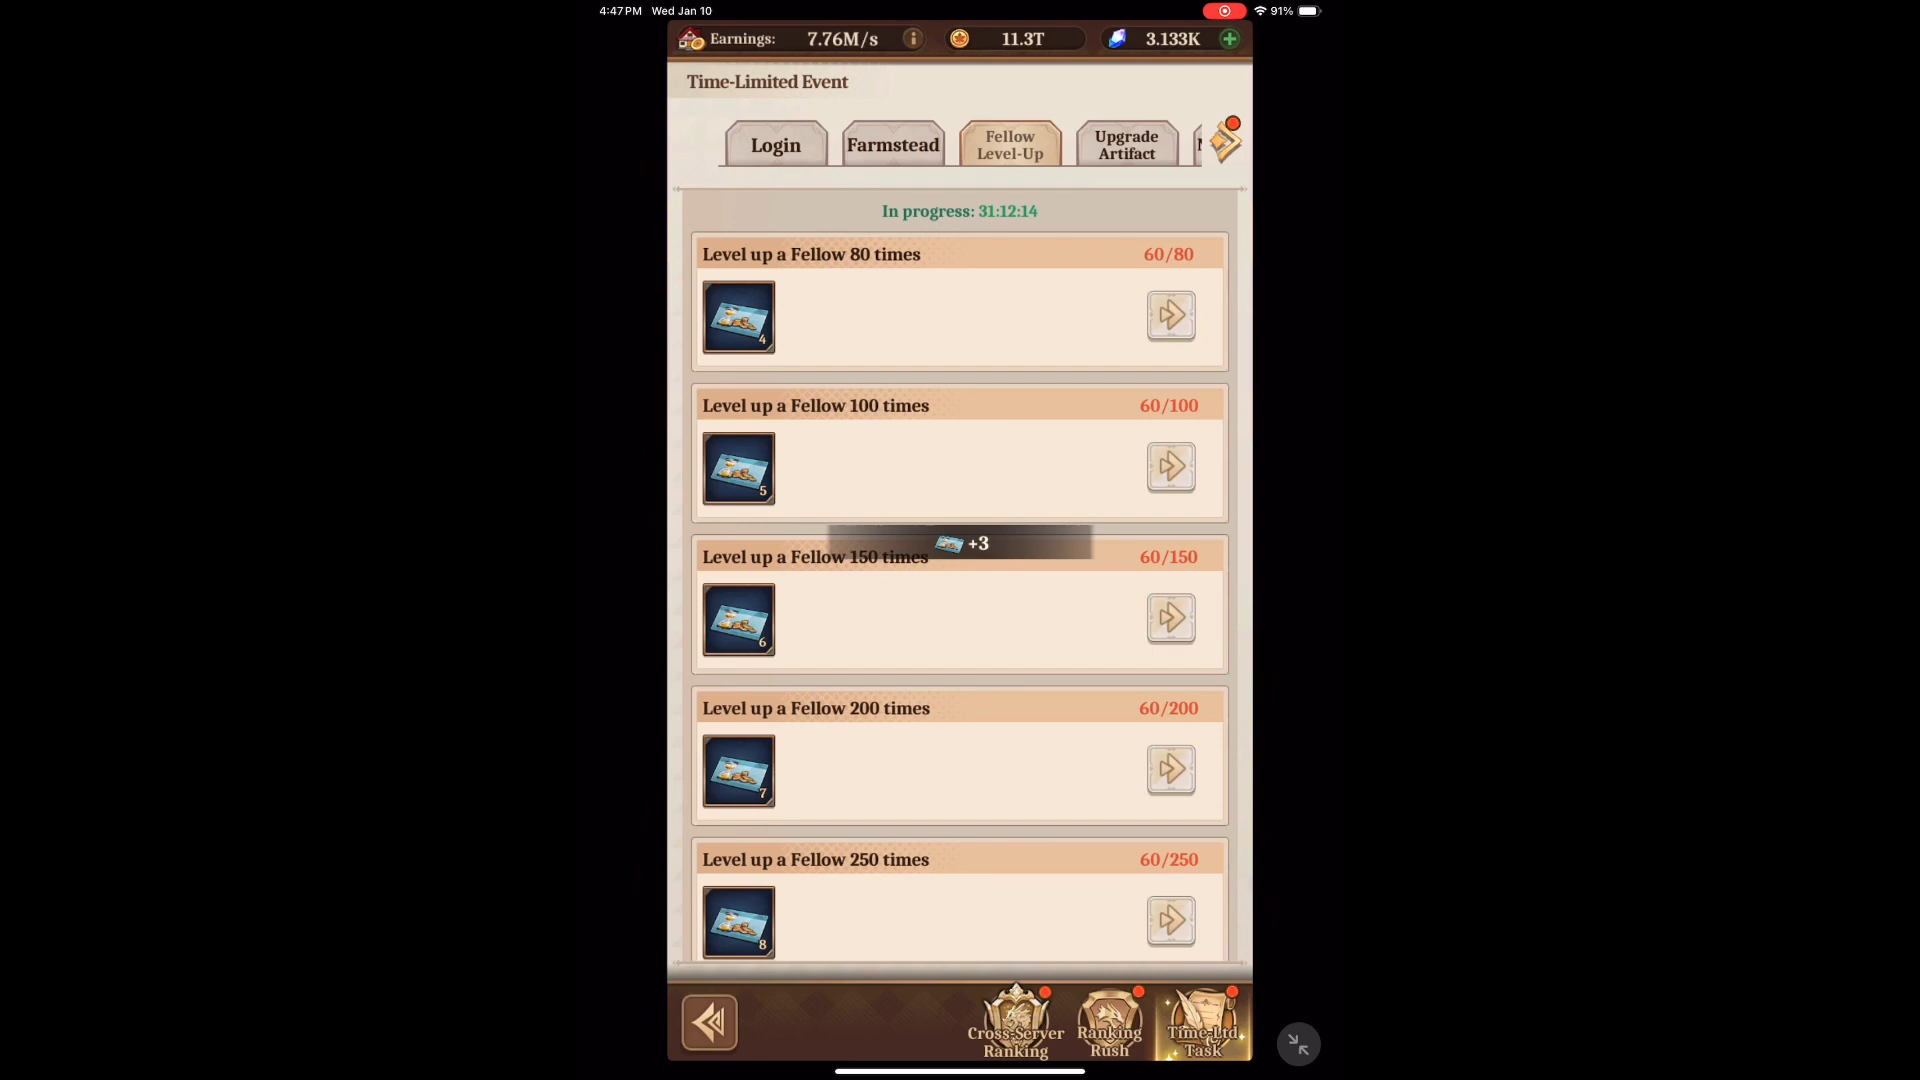 4:47PM Wed Jan 10
91%
Earnings: 7.76M/s
11.3T
3.133K
Time-Limited Event
Login
Farmstead
Fellow
Level-Up
Upgrade
Artifact
In progress: 31:12:14
Level up a Fellow 80 times
60/80
4
Level up a Fellow 100 times
60/100
5
+3
Level up a Fellow 150 times
60/150
6
Level up a Fellow 200 times
60/200
7
Level up a Fellow 250 times
60/250
8
Cross-Server
Ranking
Ranking
Rush
Time-Ltd
Task